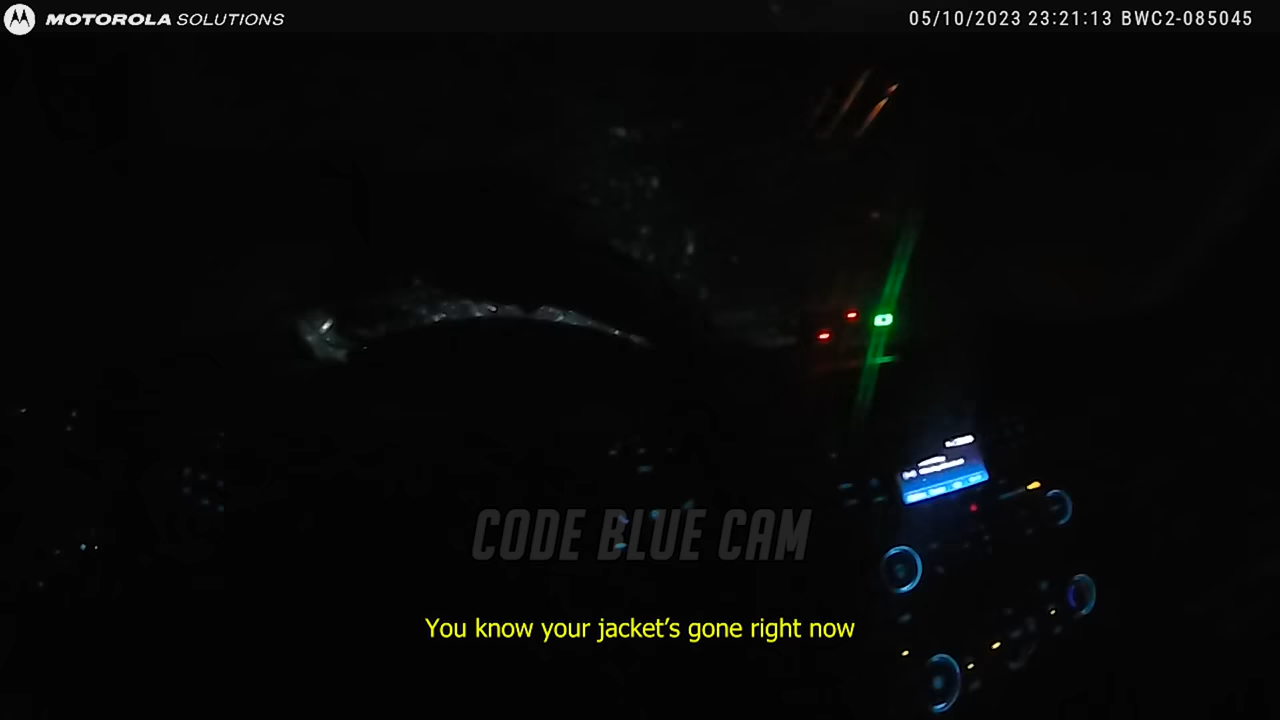 MOTOROLA SOLUTIONS
05/10/2023 23:21:13 BWC2-085045
CODE BLUE CAM
You know your jacket's gone right now